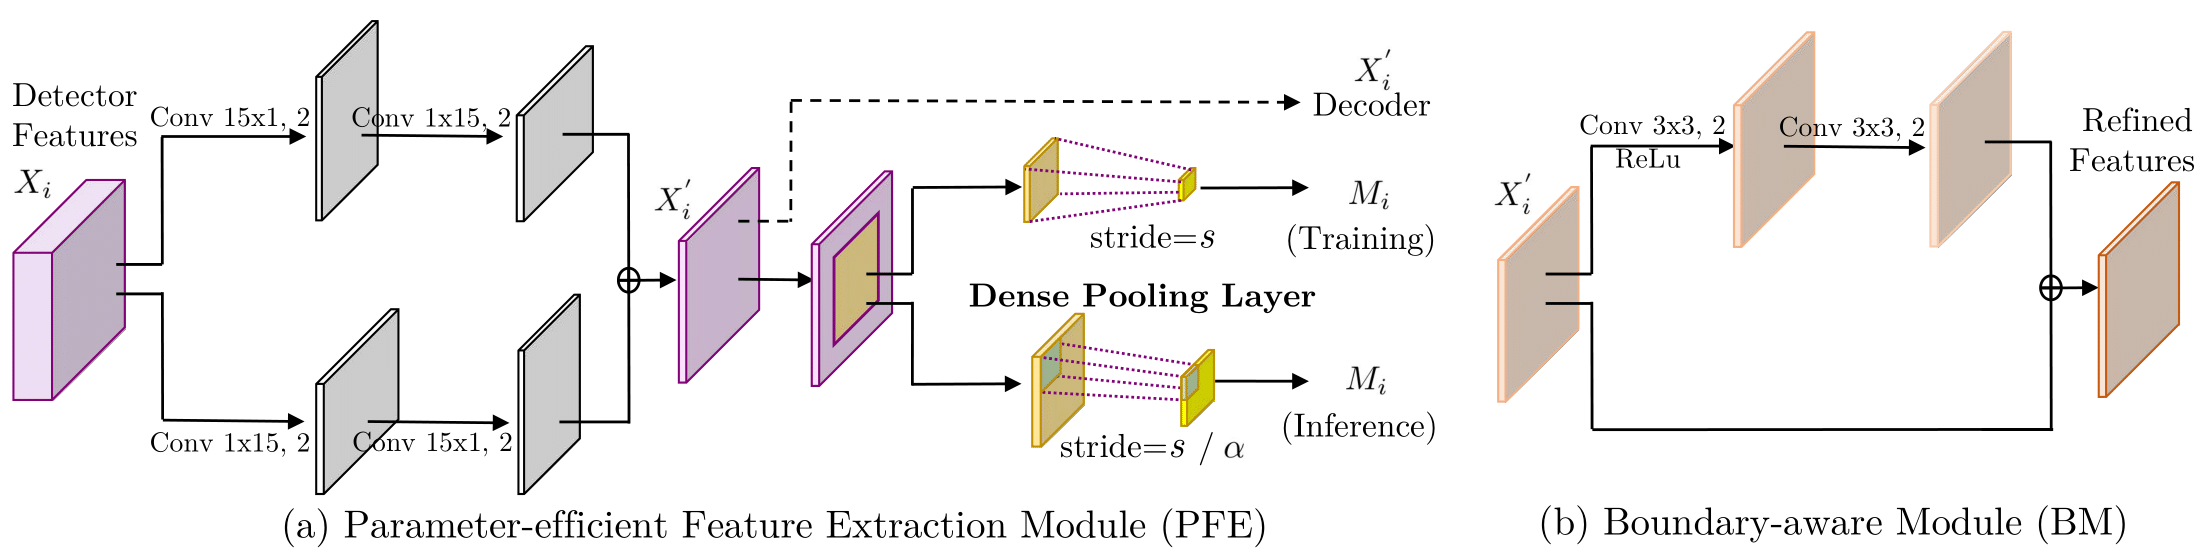 Detector
Features
X_i
Conv 15x1, 2
Conv 1x15, 2
Conv 1x15, 2
Conv 15x1, 2
X_i'
X_i'
Decoder
stride=s
M_i
(Training)
Dense Pooling Layer
M_i
(Inference)
stride=s / α
(a) Parameter-efficient Feature Extraction Module (PFE)
X_i'
Conv 3x3, 2
ReLu
Conv 3x3, 2
Refined
Features
(b) Boundary-aware Module (BM)